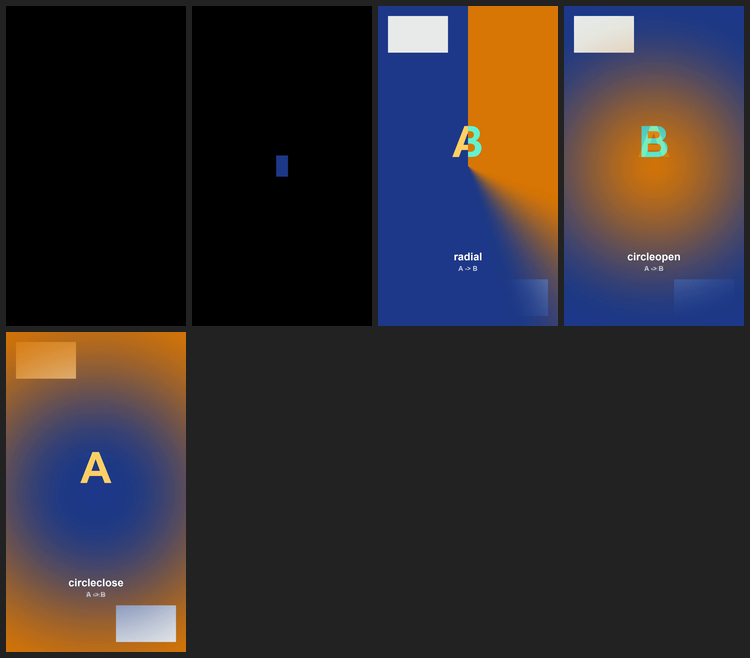 AB
radial
A -> B
B
circleopen
A -> B
A
circleclose
A -> B